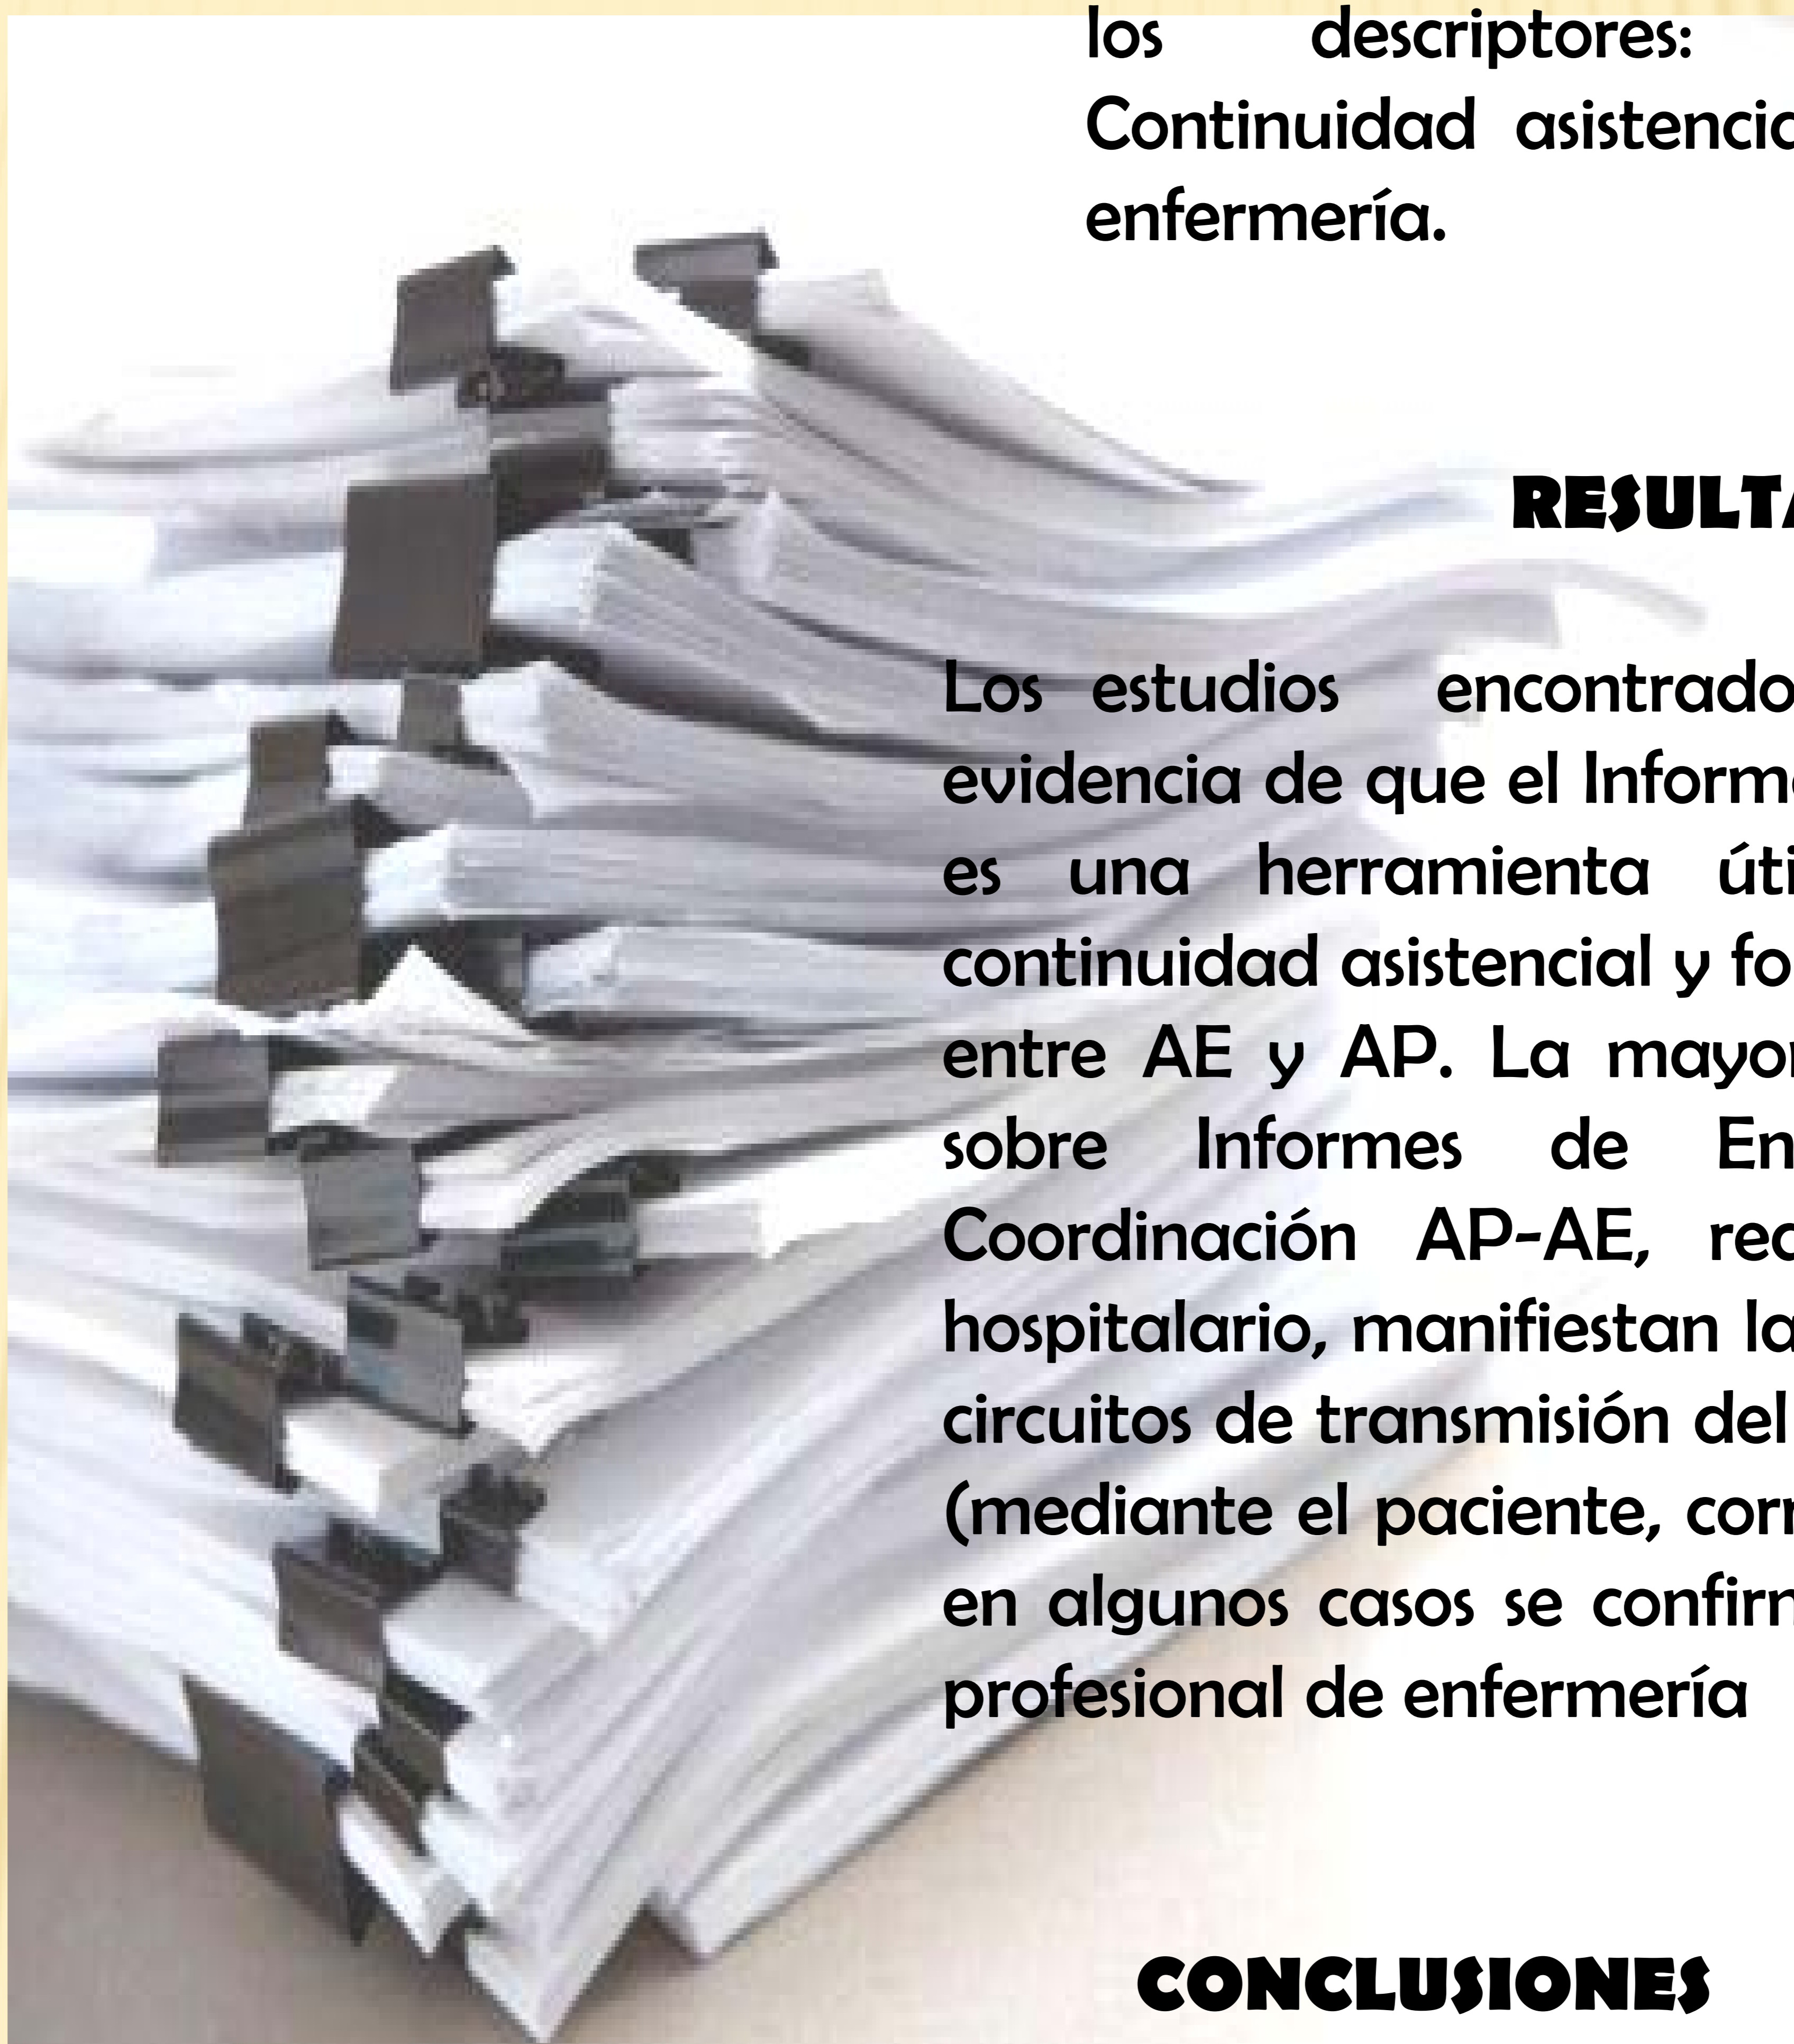 los descriptores:
Continuidad asistencia
enfermería.
RESULTA
Los estudios encontrado
evidencia de que el Informe
es una herramienta úti
continuidad asistencial y fo
entre AE y AP. La mayor
sobre Informes de En
Coordinación AP-AE, rea
hospitalario, manifiestan la
circuitos de transmisión del
(mediante el paciente, corr
en algunos casos se confirm
profesional de enfermería
CONCLUSIONES